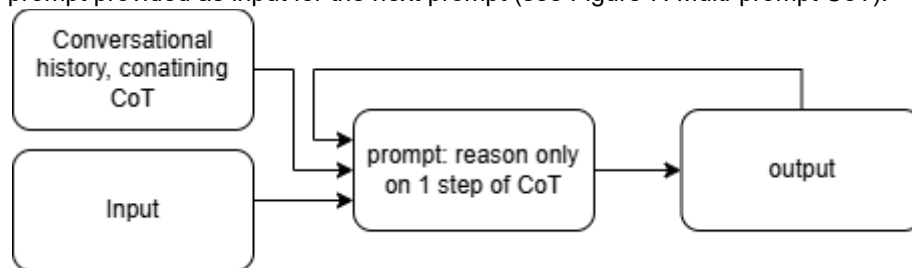 prompt provided as input for the next prompt (see Figure Multi-prompt CoT).
Conversational
history, conatining
CoT
prompt: reason only
on 1 step of CoT
output
Input